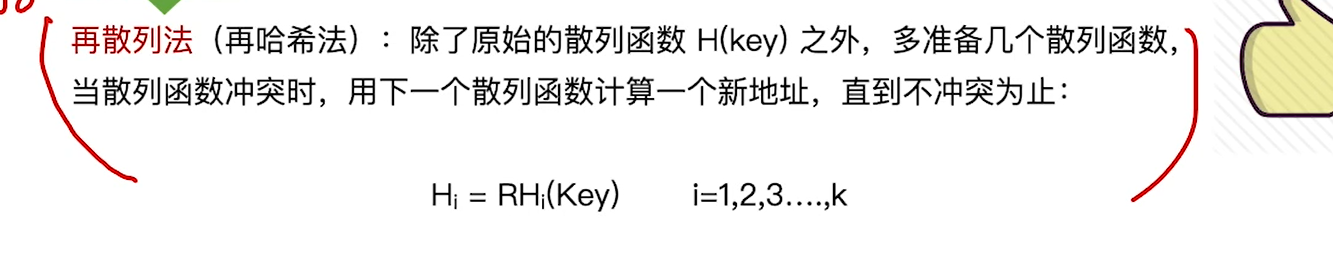 再散列法（再哈希法）：除了原始的散列函数 H(key) 之外，多准备几个散列函数，
当散列函数冲突时，用下一个散列函数计算一个新地址，直到不冲突为止：
Hᵢ = RHᵢ(Key) i=1,2,3….,k